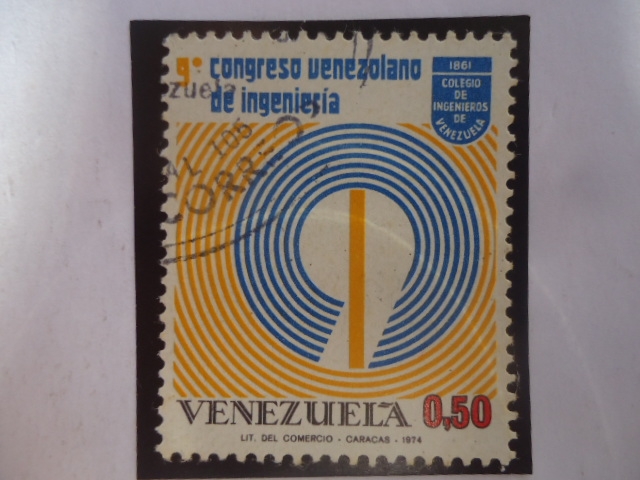 9º congreso venezolano
de ingeniería
1861
COLEGIO
DE
INGENIEROS
DE
VENEZUELA
zuela
CORREOS
VENEZUELA 0,50
LIT. DEL COMERCIO - CARACAS - 1974